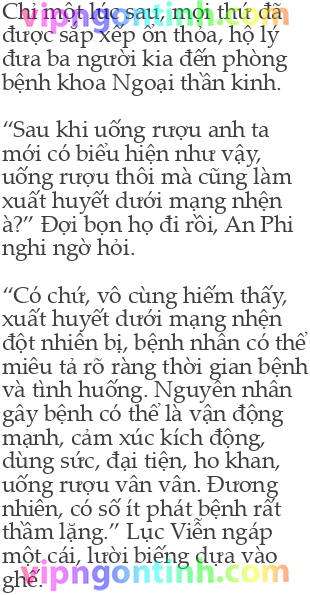 vipngontinh.com
Chỉ một lúc sau, mọi thứ đã
được sắp xếp ổn thỏa, hộ lý
đưa ba người kia đến phòng
bệnh khoa Ngoại thần kinh.
“Sau khi uống rượu anh ta
mới có biểu hiện như vậy,
uống rượu thôi mà cũng làm
xuất huyết dưới mạng nhện
à?” Đợi bọn họ đi rồi, An Phi
nghi ngờ hỏi.
“Có chứ, vô cùng hiếm thấy,
xuất huyết dưới mạng nhện
đột nhiên bị, bệnh nhân có thể
miêu tả rõ ràng thời gian bệnh
và tình huống. Nguyên nhân
gây bệnh có thể là vận động
mạnh, cảm xúc kích động,
dùng sức, đại tiện, ho khan,
uống rượu vân vân. Đương
nhiên, có số ít phát bệnh rất
thầm lặng.” Lục Viễn ngáp
một cái, lười biếng dựa vào
ghế.
vipngontinh.com